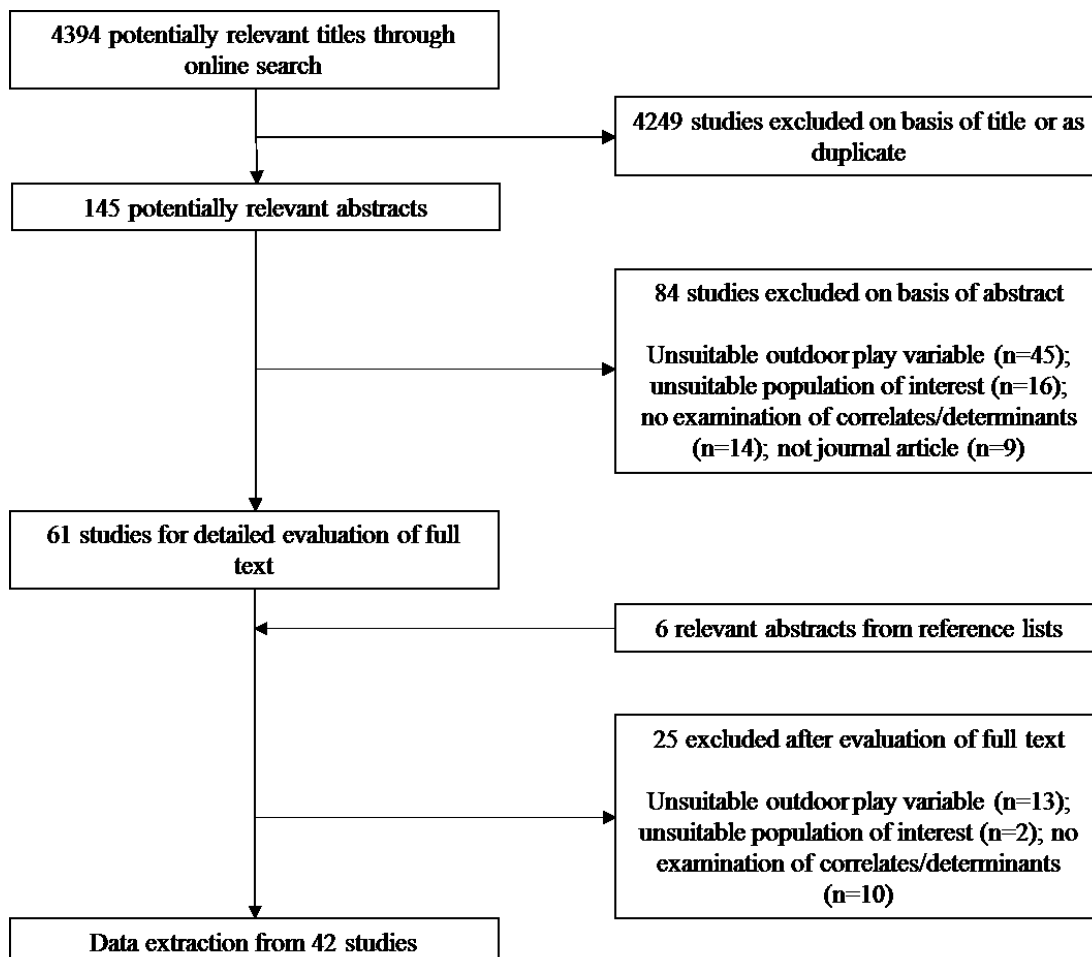 4394 potentially relevant titles through
online search
4249 studies excluded on basis of title or as
duplicate
145 potentially relevant abstracts
84 studies excluded on basis of abstract
Unsuitable outdoor play variable (n=45);
unsuitable population of interest (n=16);
no examination of correlates/determinants
(n=14); not journal article (n=9)
61 studies for detailed evaluation of full
text
6 relevant abstracts from reference lists
25 excluded after evaluation of full text
Unsuitable outdoor play variable (n=13);
unsuitable population of interest (n=2); no
examination of correlates/determinants
(n=10)
Data extraction from 42 studies